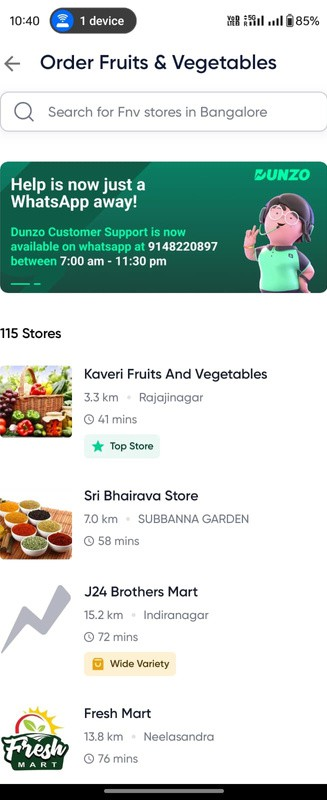 10:40
1 device
85%
Order Fruits & Vegetables
Search for Fnv stores in Bangalore
DUNZO
Help is now just a
WhatsApp away!
Dunzo Customer Support is now
available on whatsapp at 9148220897
between 7:00 am - 11:30 pm
115 Stores
Kaveri Fruits And Vegetables
3.3 km • Rajajinagar
41 mins
Top Store
Sri Bhairava Store
7.0 km • SUBBANNA GARDEN
58 mins
J24 Brothers Mart
15.2 km • Indiranagar
72 mins
Wide Variety
Fresh Mart
13.8 km • Neelasandra
76 mins
Fresh
MART